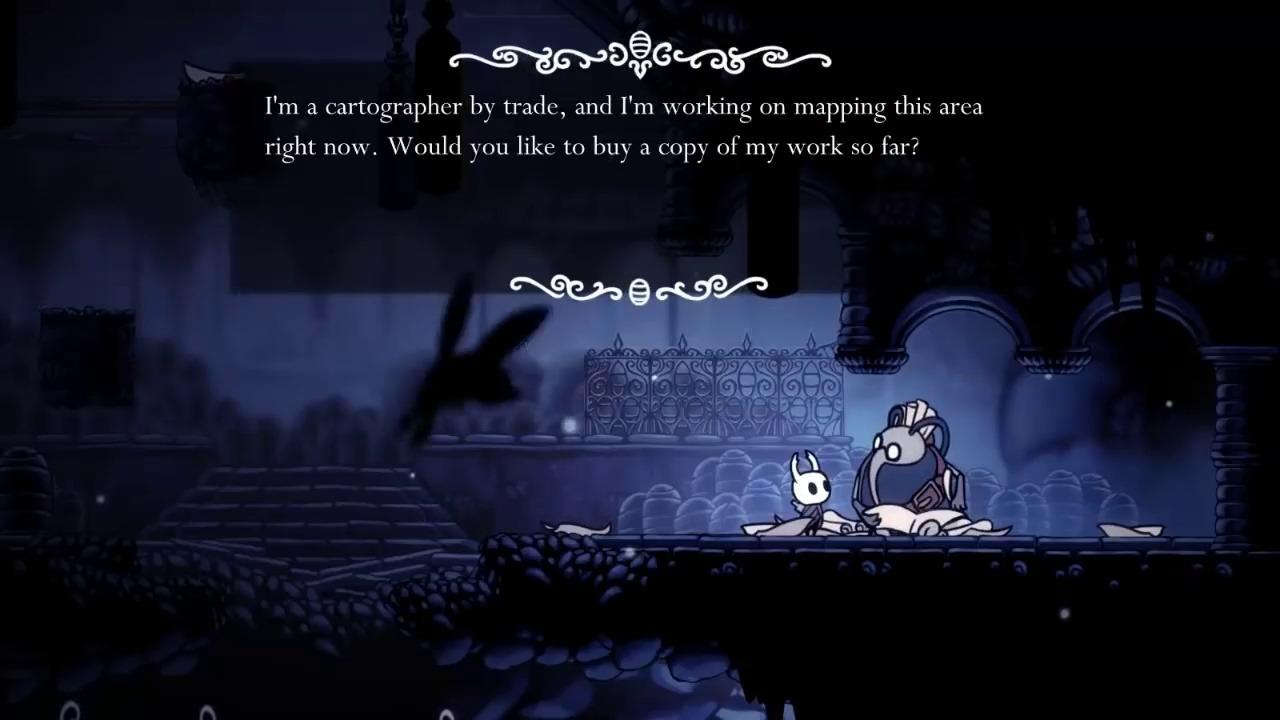 I'm a cartographer by trade, and I'm working on mapping this area
right now. Would you like to buy a copy of my work so far?